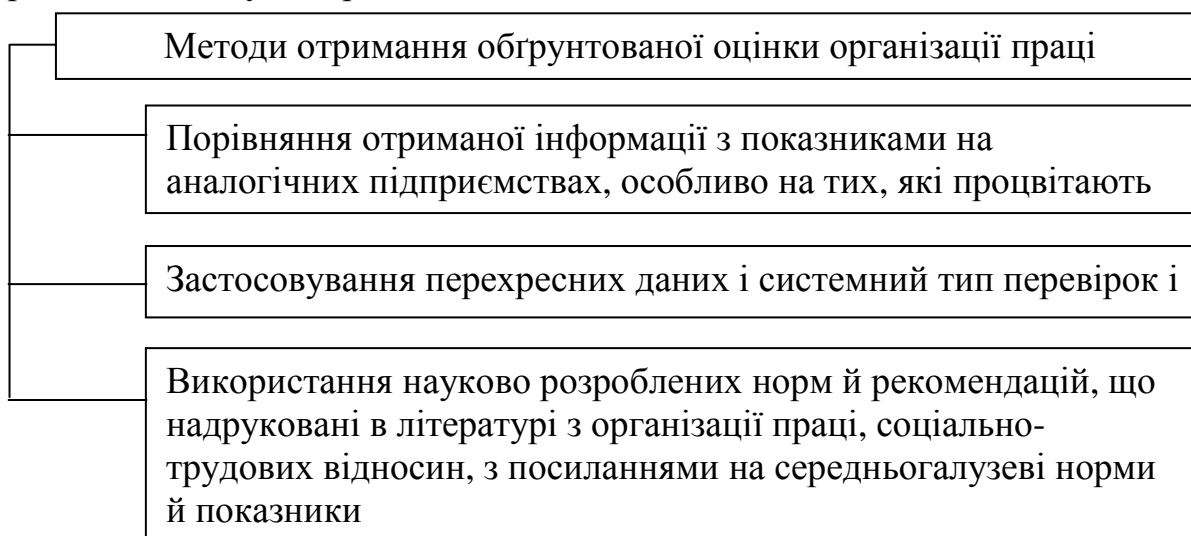 Методи отримання обґрунтованої оцінки організації праці
Порівняння отриманої інформації з показниками на
аналогічних підприємствах, особливо на тих, які процвітають
Застосовування перехресних даних і системний тип перевірок і
Використання науково розроблених норм й рекомендацій, що
надруковані в літературі з організації праці, соціально-
трудових відносин, з посиланнями на середньогалузеві норми
й показники